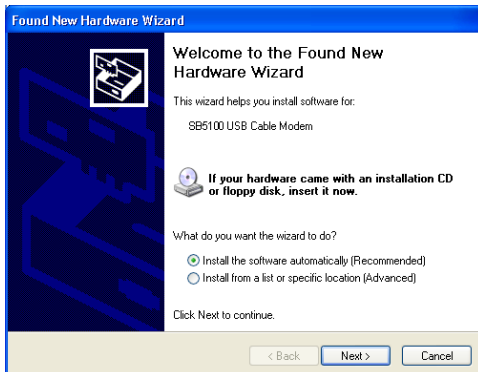 Found New Hardware Wizard
Welcome to the Found New
Hardware Wizard
This wizard helps you install software for:
SB5100 USB Cable Modem
If your hardware came with an installation CD
or floppy disk, insert it now.
What do you want the wizard to do?
Install the software automatically (Recommended)
Install from a list or specific location (Advanced)
Click Next to continue.
< Back Next > Cancel